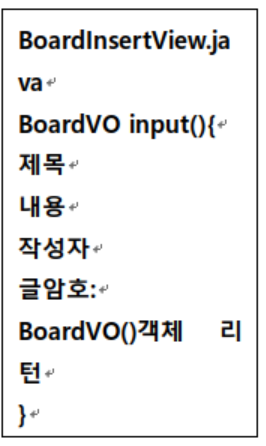 BoardInsertView.ja
va
BoardVO input(){
제목
내용
작성자
글암호:
BoardVO()객체 리
턴
}